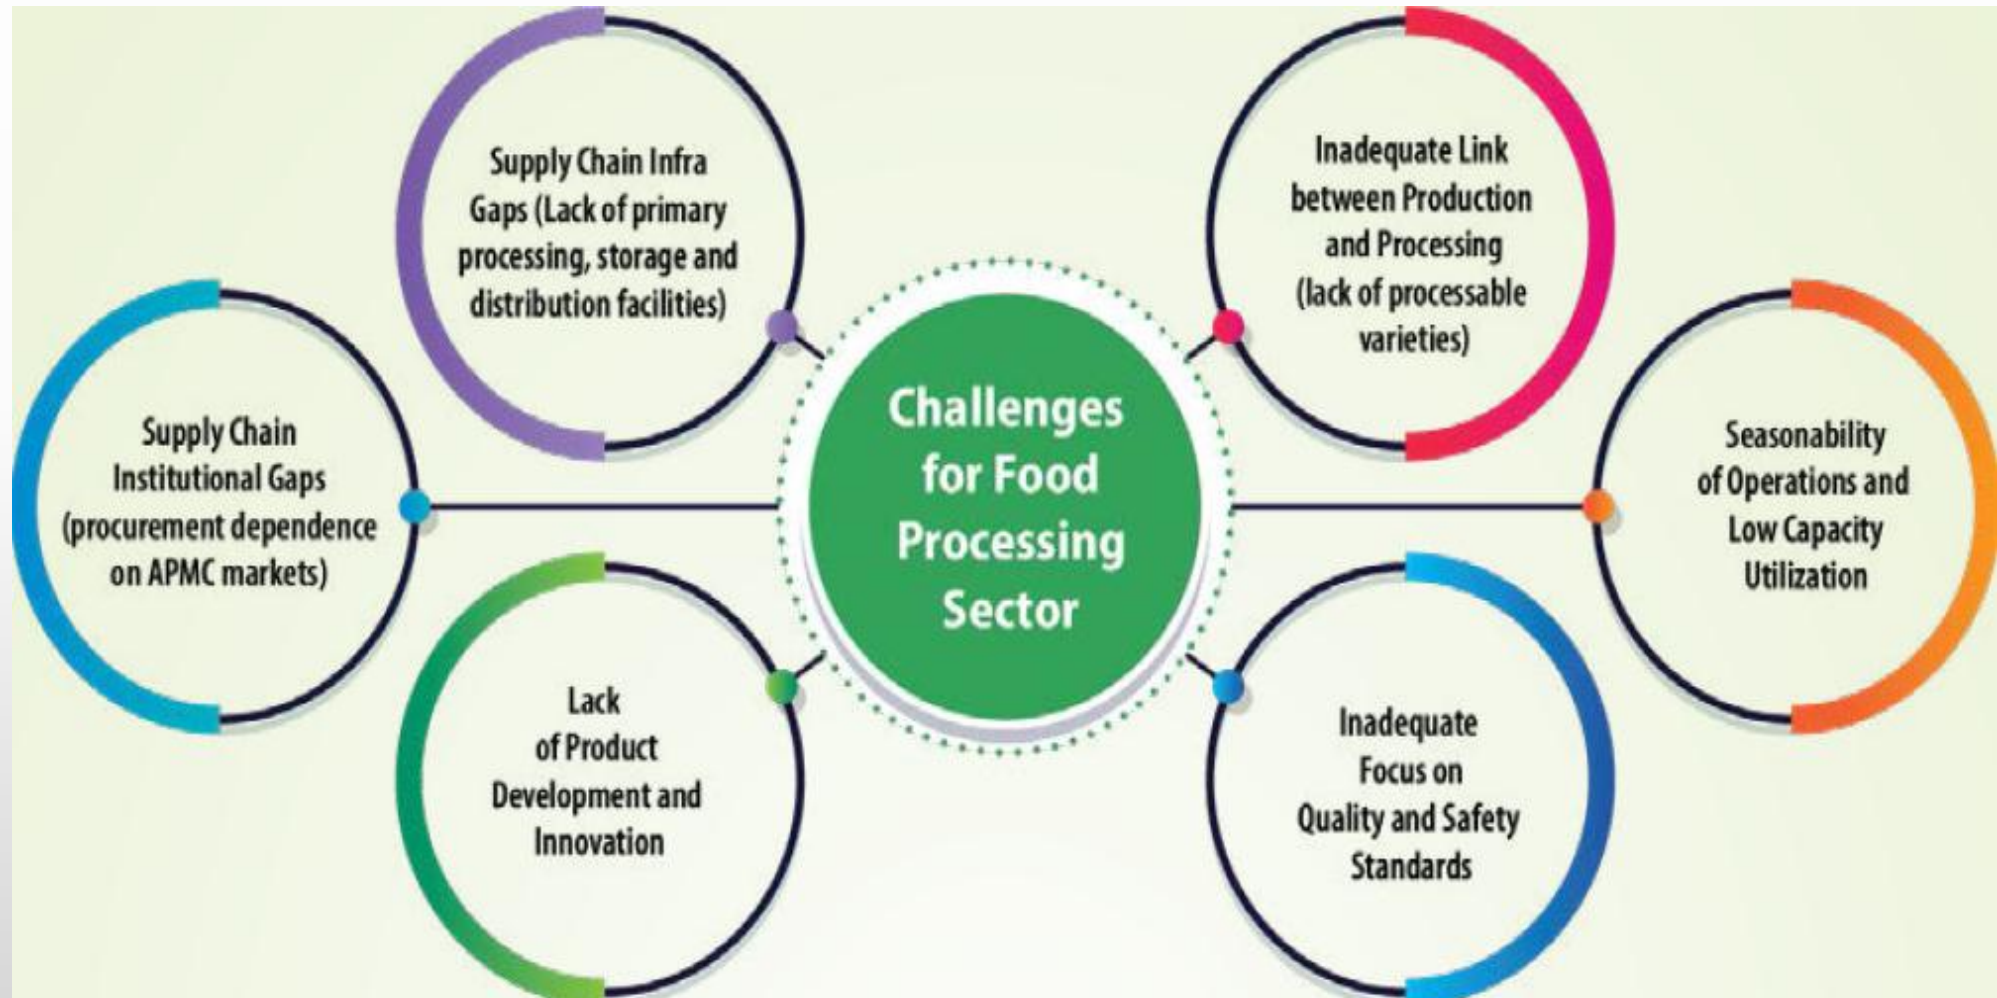 Supply Chain Infra
Gaps (Lack of primary
processing, storage and
distribution facilities)
Inadequate Link
between Production
and Processing
(lack of processable
varieties)
Supply Chain
Institutional Gaps
(procurement dependence
on APMC markets)
Challenges
for Food
Processing
Sector
Seasonability
of Operations and
Low Capacity
Utilization
Lack
of Product
Development and
Innovation
Inadequate
Focus on
Quality and Safety
Standards